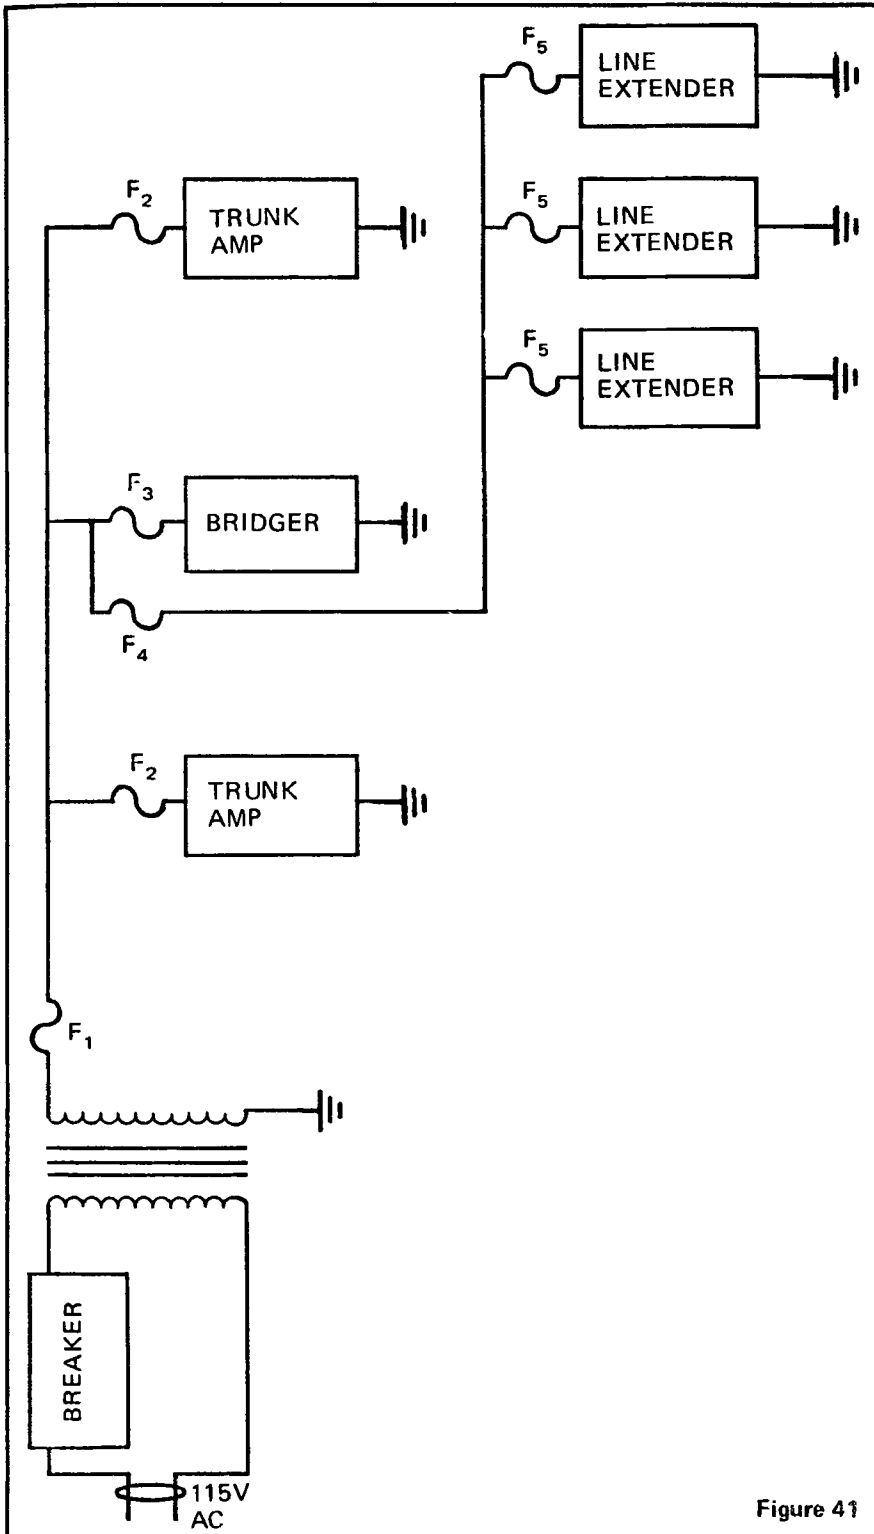 F5
LINE
EXTENDER
F2
TRUNK
AMP
F5
LINE
EXTENDER
F5
LINE
EXTENDER
F3
BRIDGER
F4
F2
TRUNK
AMP
F1
BREAKER
115V
AC
Figure 41